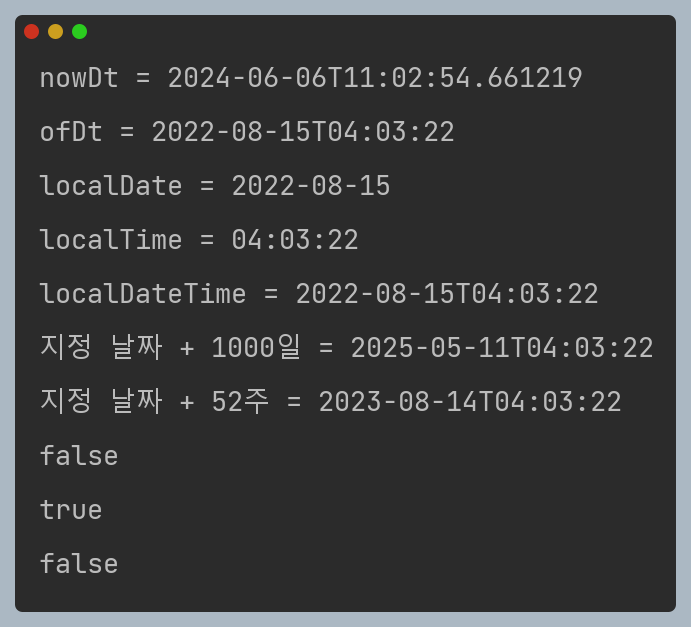 nowDt = 2024-06-06T11:02:54.661219
ofDt = 2022-08-15T04:03:22
localDate = 2022-08-15
localTime = 04:03:22
localDateTime = 2022-08-15T04:03:22
지정 날짜 + 1000일 = 2025-05-11T04:03:22
지정 날짜 + 52주 = 2023-08-14T04:03:22
false
true
false